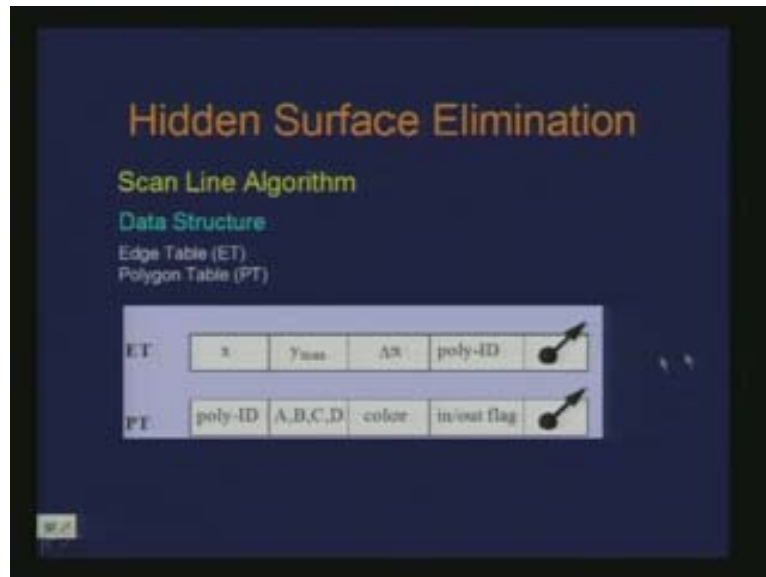 Hidden Surface Elimination
Scan Line Algorithm
Data Structure
Edge Table (ET)
Polygon Table (PT)
ET x ymax Δx poly-ID
PT poly-ID A,B,C,D color in/out flag